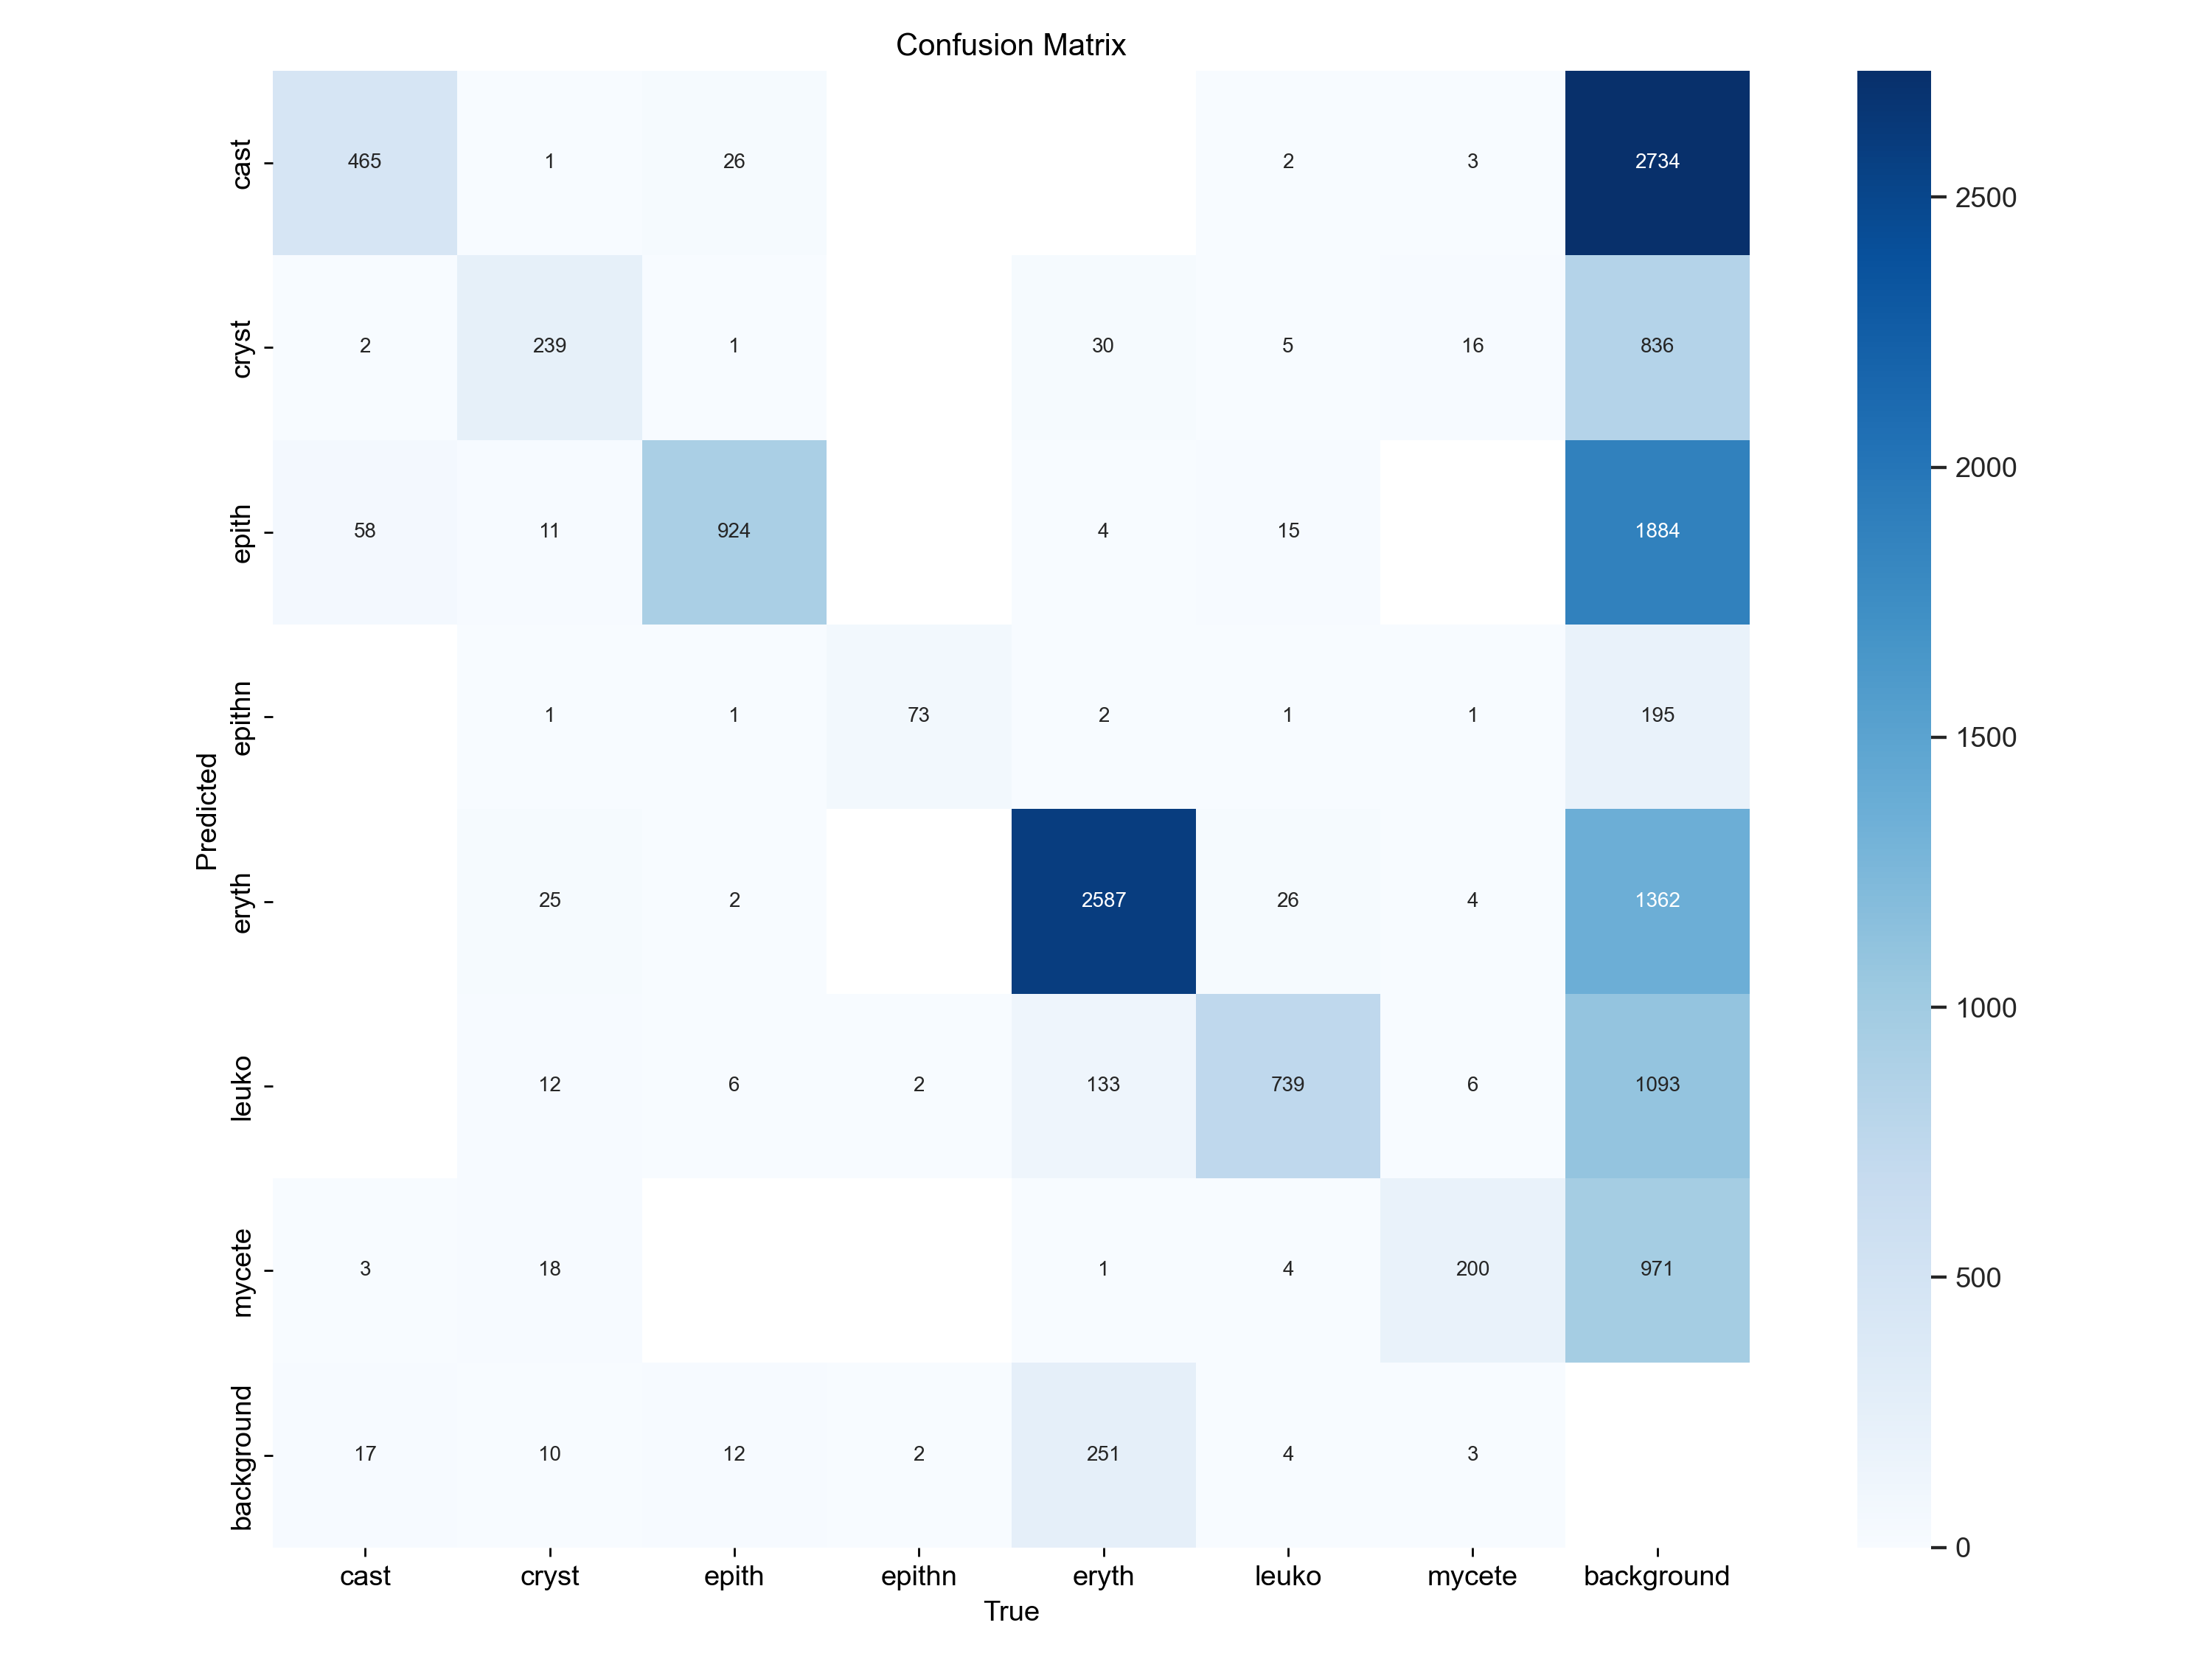 Confusion Matrix
cast 465 1 26 2 3 2734
cryst 2 239 1 30 5 16 836
epith 58 11 924 4 15 1884
epithn 1 1 73 2 1 1 195
eryth 25 2 2587 26 4 1362
leuko 12 6 2 133 739 6 1093
mycete 3 18 1 4 200 971
background 17 10 12 2 251 4 3
Predicted
cast cryst epith epithn eryth leuko mycete background
True
2500
2000
1500
1000
500
0